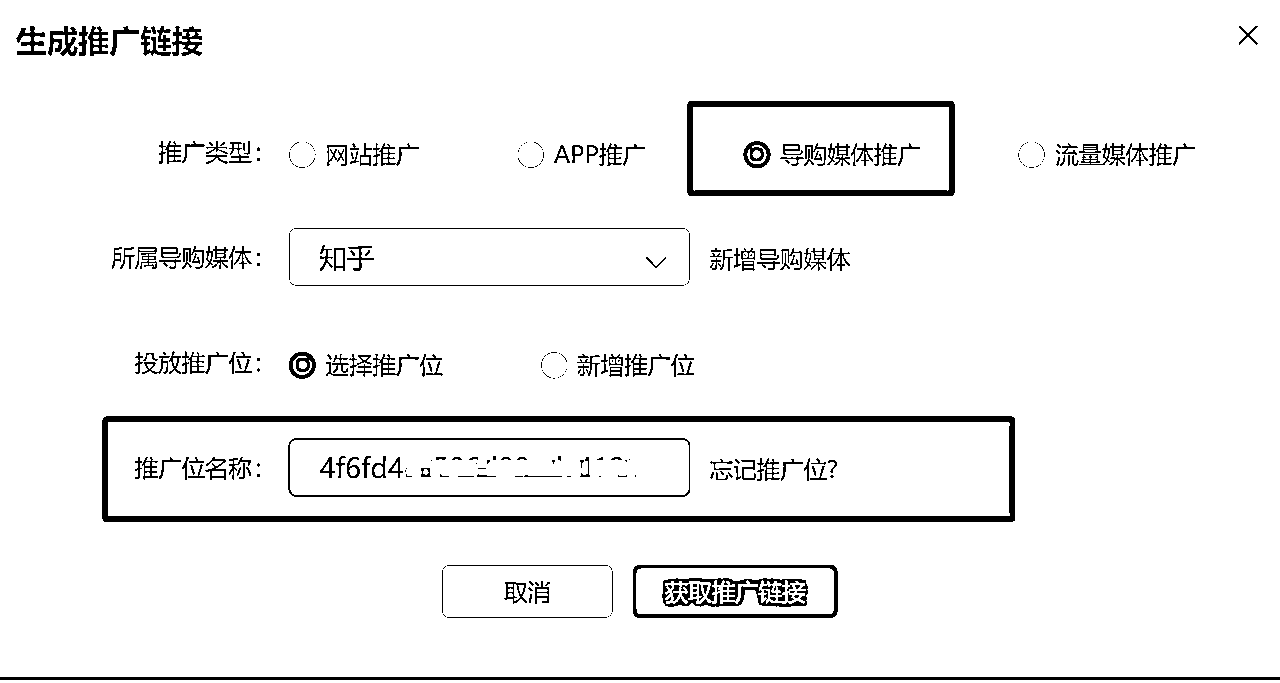 生成推广链接
推广类型： 网站推广 APP推广 导购媒体推广 流量媒体推广
所属导购媒体： 知乎 新增导购媒体
投放推广位： 选择推广位 新增推广位
推广位名称： 4f6fd4 忘记推广位?
取消 获取推广链接